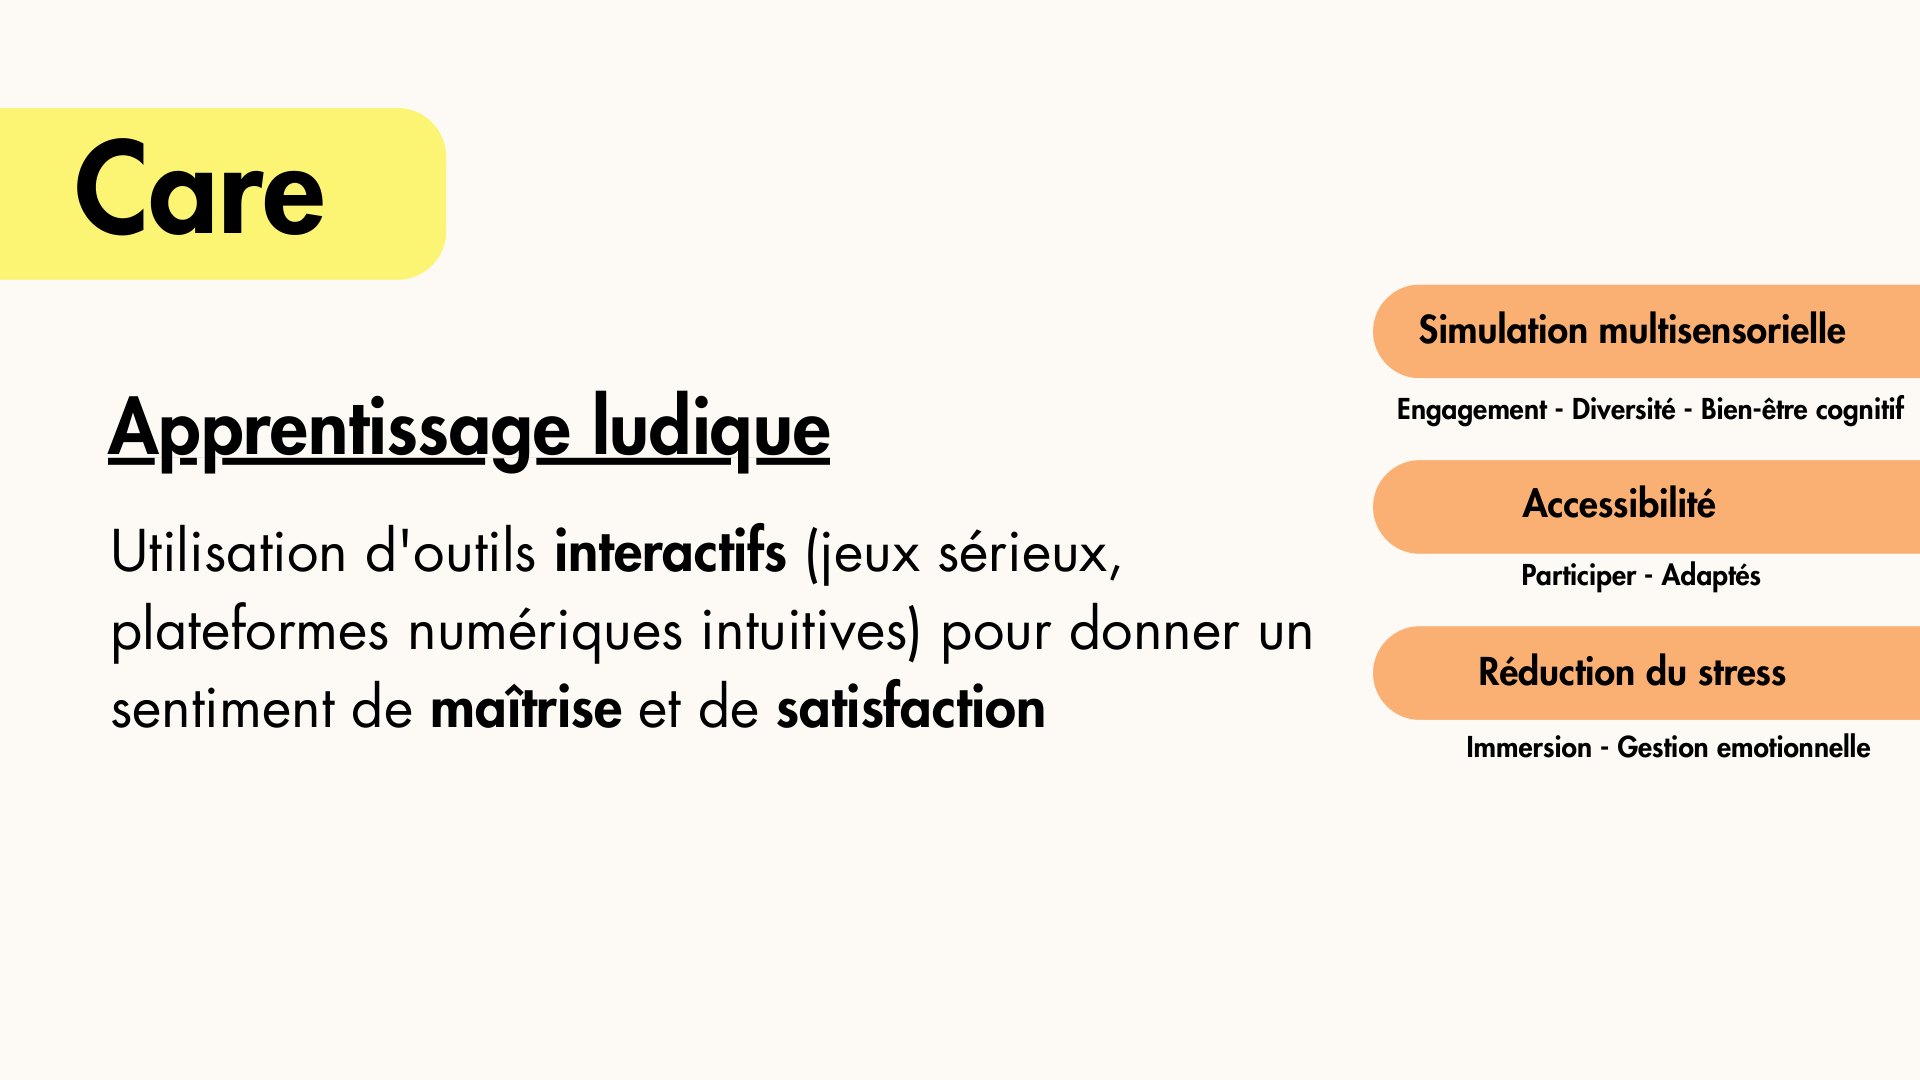 Care
Apprentissage ludique
Utilisation d'outils interactifs (jeux sérieux,
plateformes numériques intuitives) pour donner un
sentiment de maîtrise et de satisfaction
Simulation multisensorielle
Engagement - Diversité - Bien-être cognitif
Accessibilité
Participer - Adaptés
Réduction du stress
Immersion - Gestion emotionnelle